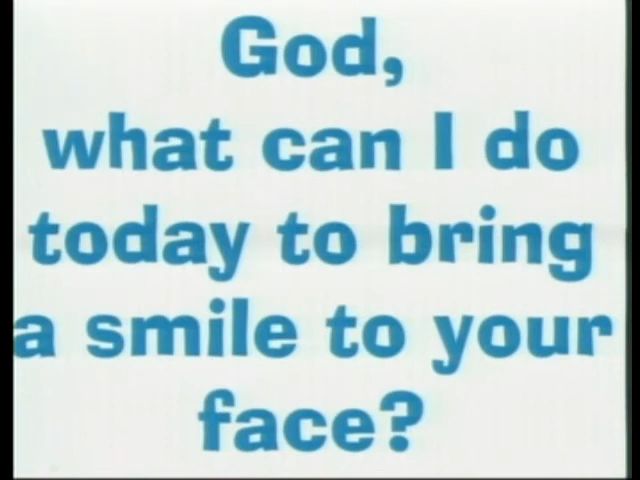 God,
what can I do
today to bring
a smile to your
face?